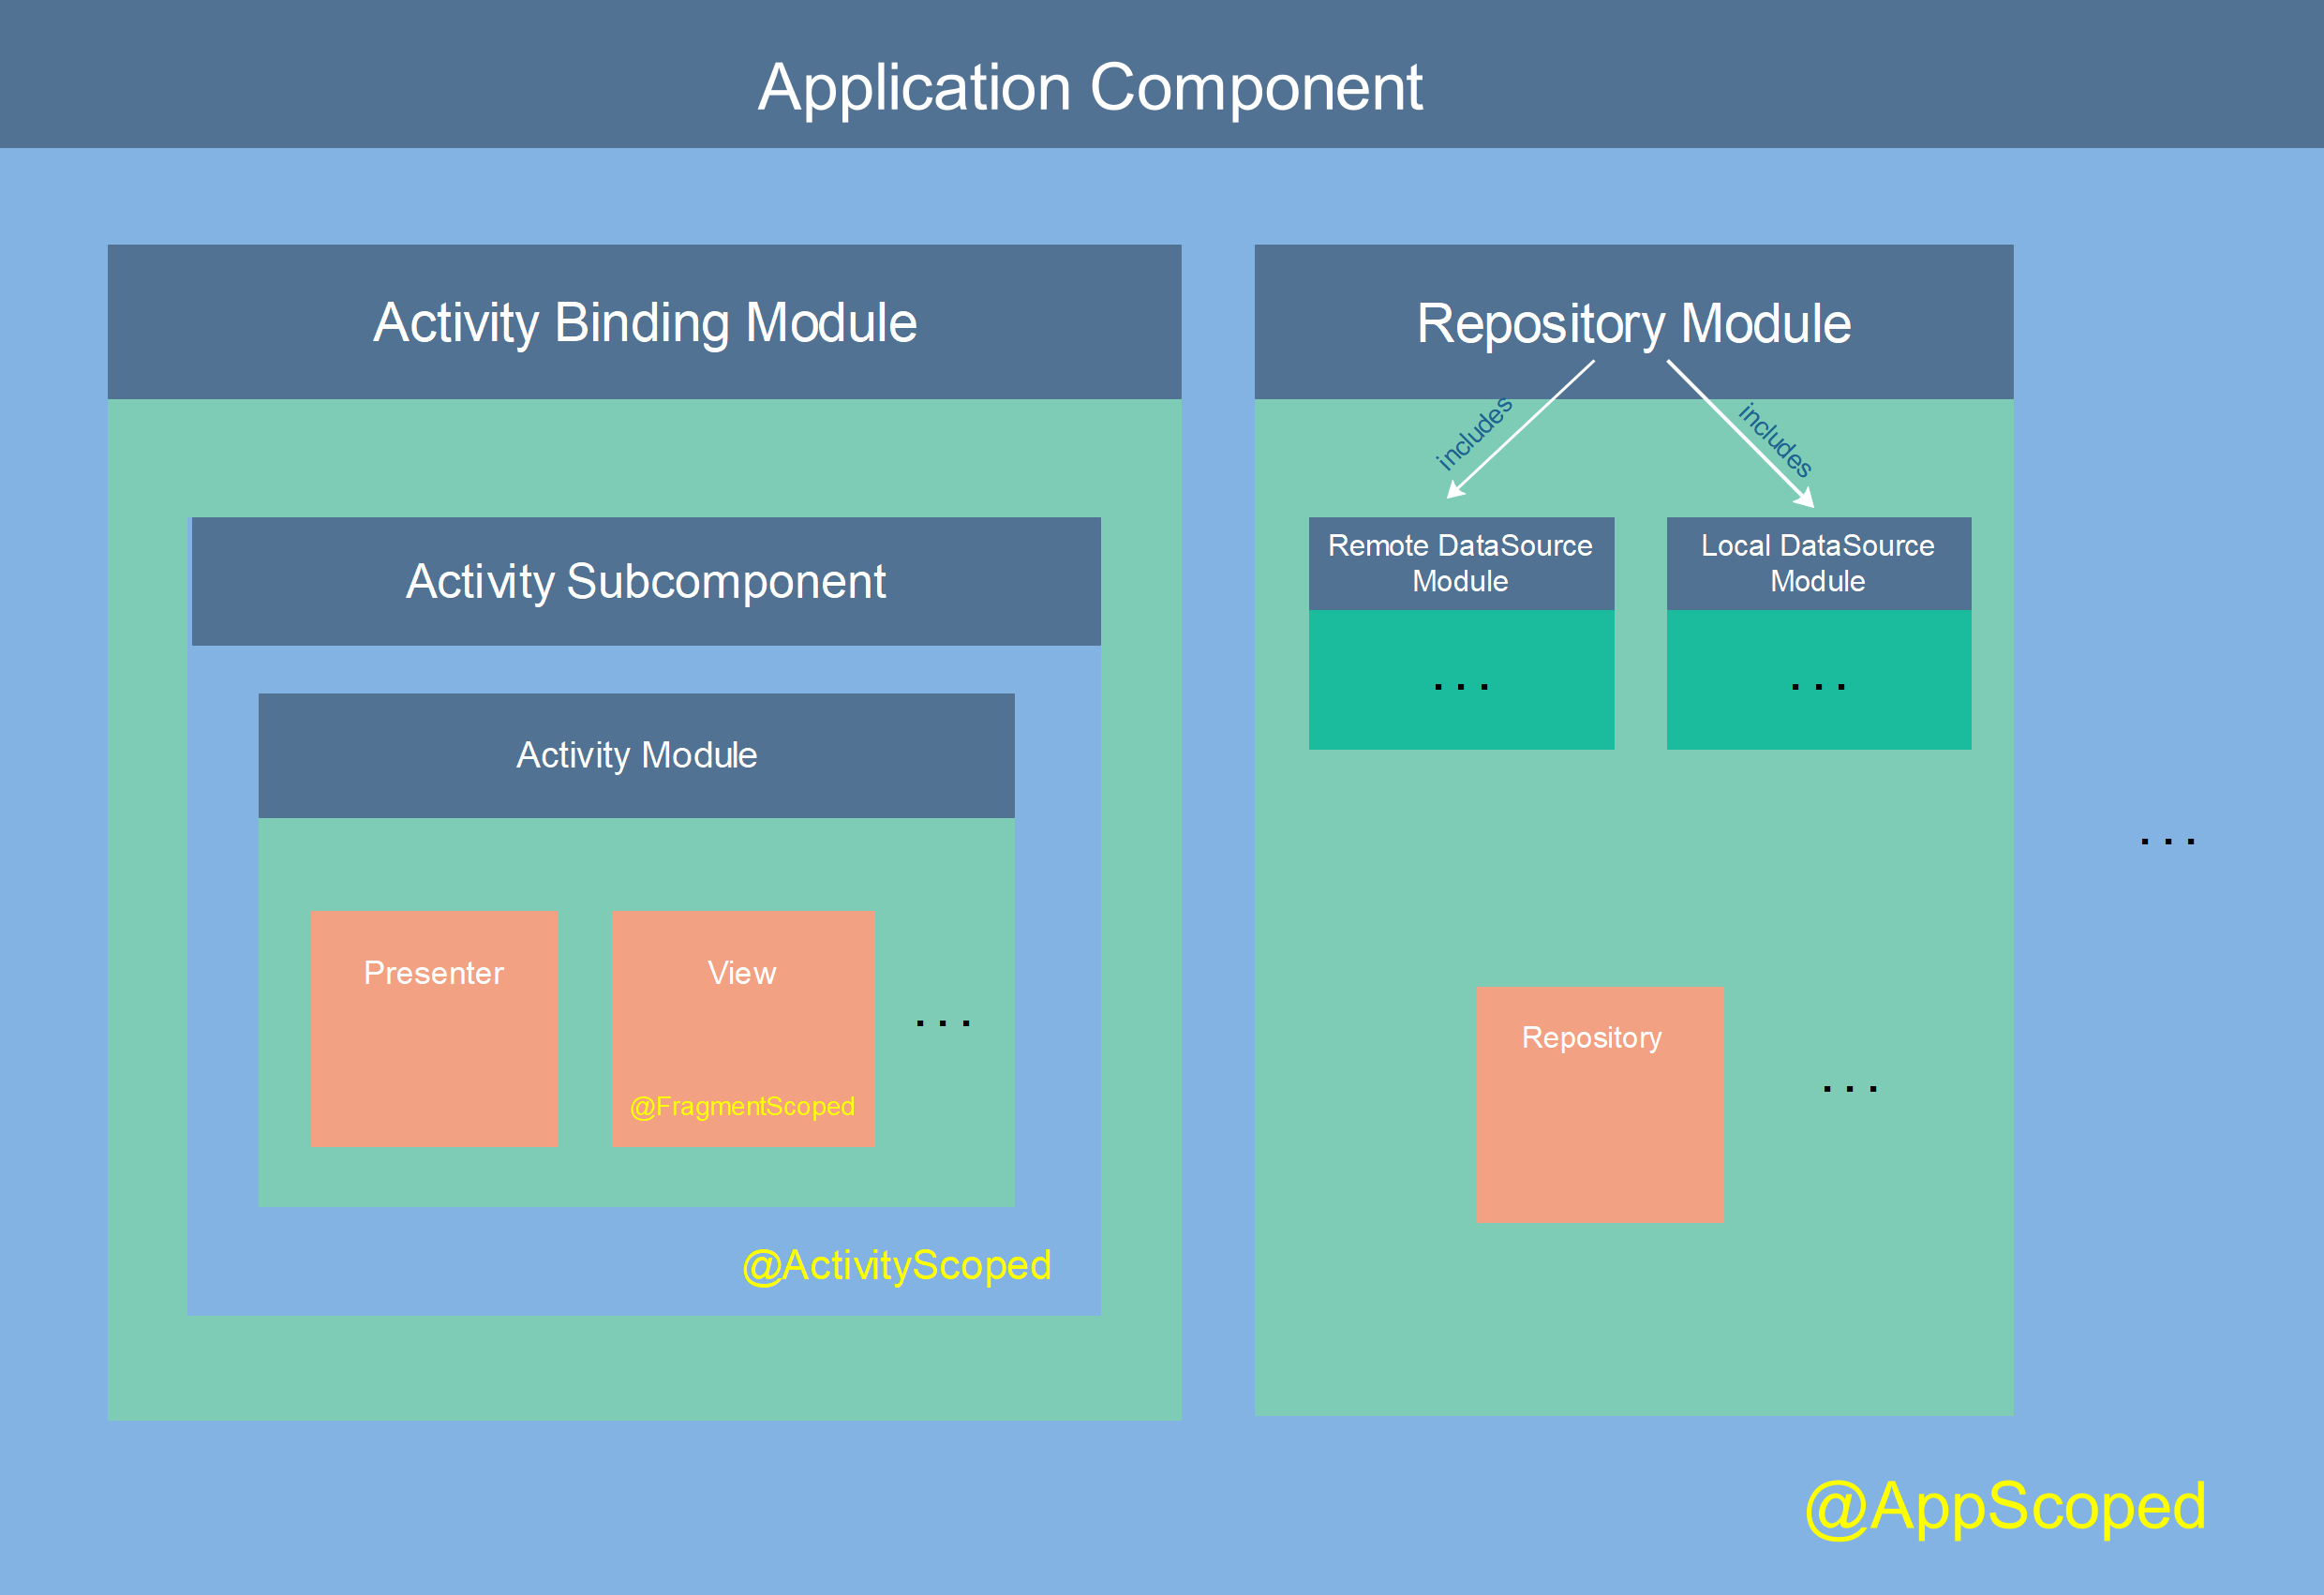 Application Component
Activity Binding Module
Activity Subcomponent
Activity Module
Presenter
View
@FragmentScoped
. . .
@ActivityScoped
Repository Module
includes
includes
Remote DataSource
Module
. . .
Local DataSource
Module
. . .
Repository
. . .
. . .
@AppScoped